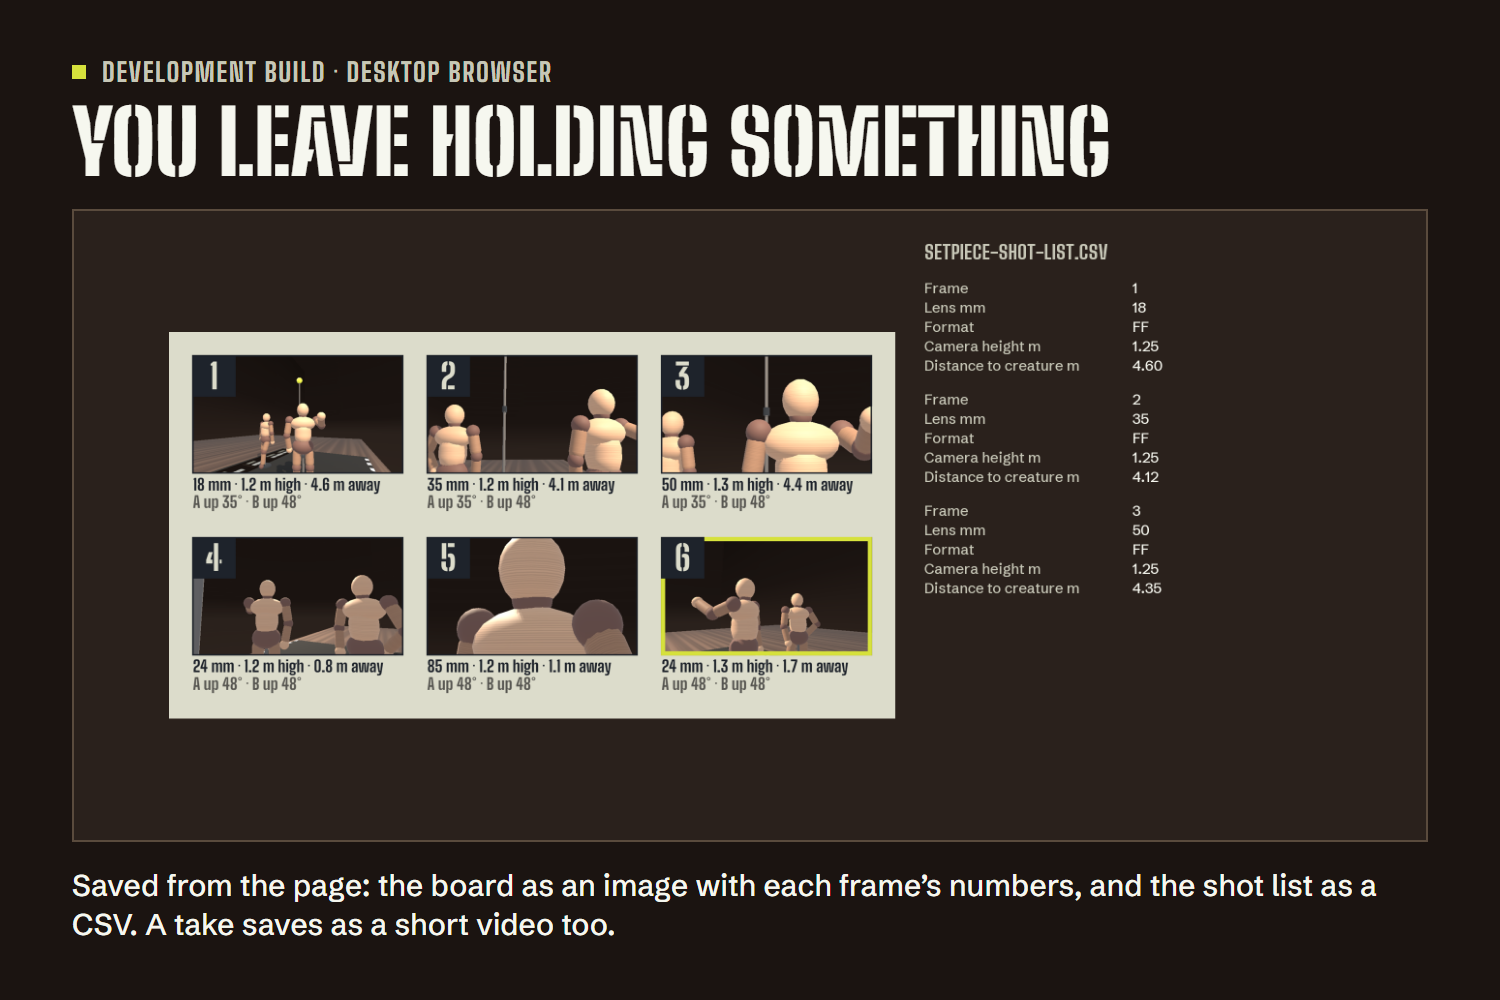 DEVELOPMENT BUILD · DESKTOP BROWSER
YOU LEAVE HOLDING SOMETHING
1
18 mm · 1.2 m high · 4.6 m away
A up 35° · B up 48°
2
35 mm · 1.2 m high · 4.1 m away
A up 35° · B up 48°
3
50 mm · 1.3 m high · 4.4 m away
A up 35° · B up 48°
4
24 mm · 1.2 m high · 0.8 m away
A up 48° · B up 48°
5
85 mm · 1.2 m high · 1.1 m away
A up 48° · B up 48°
6
24 mm · 1.3 m high · 1.7 m away
A up 48° · B up 48°
SETPIECE-SHOT-LIST.CSV
Frame 1
Lens mm 18
Format FF
Camera height m 1.25
Distance to creature m 4.60
Frame 2
Lens mm 35
Format FF
Camera height m 1.25
Distance to creature m 4.12
Frame 3
Lens mm 50
Format FF
Camera height m 1.25
Distance to creature m 4.35
Saved from the page: the board as an image with each frame’s numbers, and the shot list as a
CSV. A take saves as a short video too.